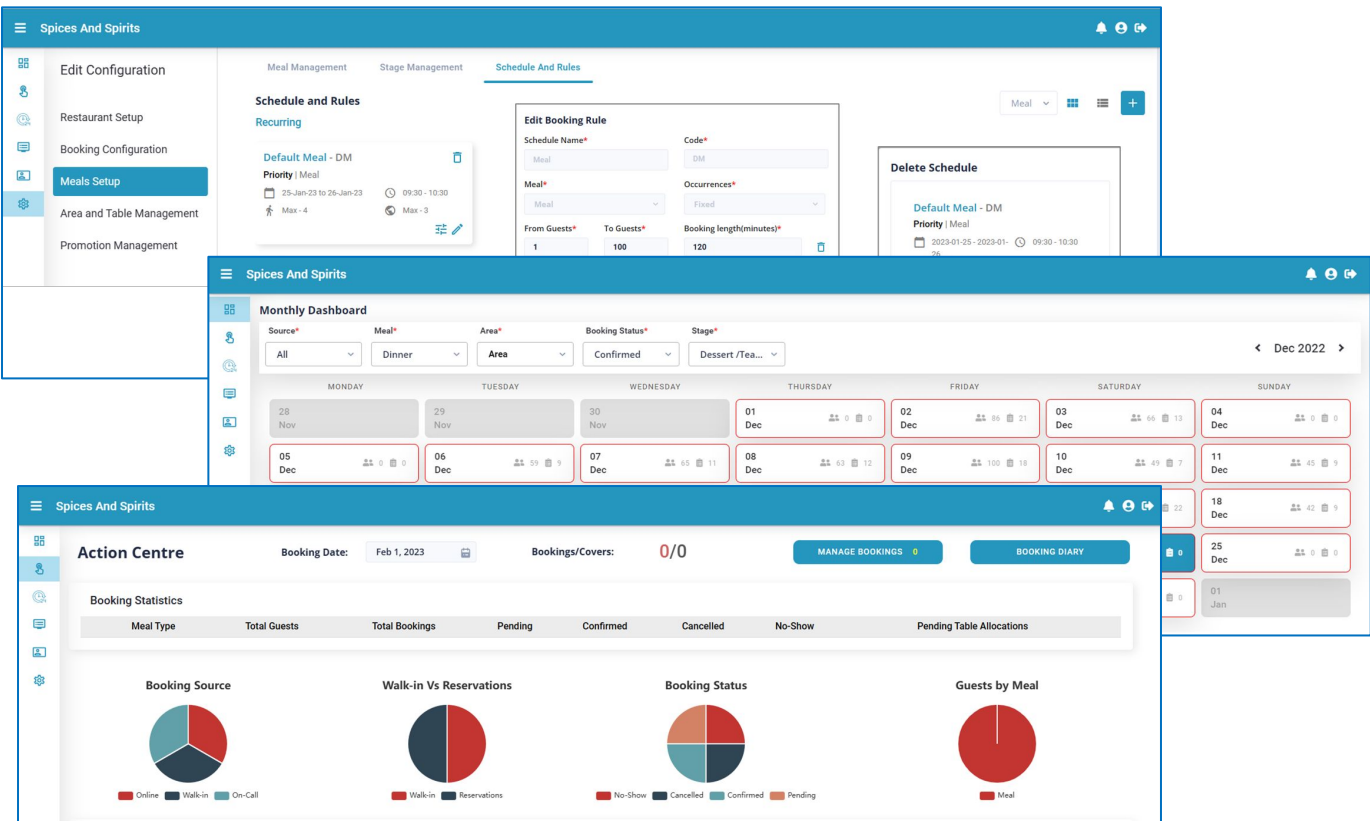 Spices And Spirits
Edit Configuration
Restaurant Setup
Booking Configuration
Meals Setup
Area and Table Management
Promotion Management
Meal Management Stage Management Schedule And Rules
Schedule and Rules
Recurring
Meal
Default Meal - DM
Priority | Meal
25-Jan-23 to 26-Jan-23 09:30 - 10:30
Max - 4 Max - 3
Edit Booking Rule
Schedule Name* Code*
Meal DM
Meal* Occurrences*
Meal Fixed
From Guests* To Guests* Booking length(minutes)*
1 100 120
Delete Schedule
Default Meal - DM
Priority | Meal
2023-01-25 - 2023-01- 09:30 - 10:30
26
Spices And Spirits
Monthly Dashboard
Source* Meal* Area* Booking Status* Stage*
All Dinner Area Confirmed Dessert /Tea...
Dec 2022
MONDAY TUESDAY WEDNESDAY THURSDAY FRIDAY SATURDAY SUNDAY
28 29 30 01 0 0 02 86 21 03 66 13 04 0 0
Nov Nov Nov Dec Dec Dec Dec
05 0 0 06 59 9 07 65 11 08 63 12 09 100 18 10 49 7 11 45 9
Dec Dec Dec Dec Dec Dec Dec
22 18 42 9
Dec
0 25 0 0
Dec
0 01
Jan
Spices And Spirits
Action Centre Booking Date: Feb 1, 2023 Bookings/Covers: 0/0 MANAGE BOOKINGS 0 BOOKING DIARY
Booking Statistics
Meal Type Total Guests Total Bookings Pending Confirmed Cancelled No-Show Pending Table Allocations
Booking Source Walk-in Vs Reservations Booking Status Guests by Meal
Online Walk-in On-Call Walk-in Reservations No-Show Cancelled Confirmed Pending Meal